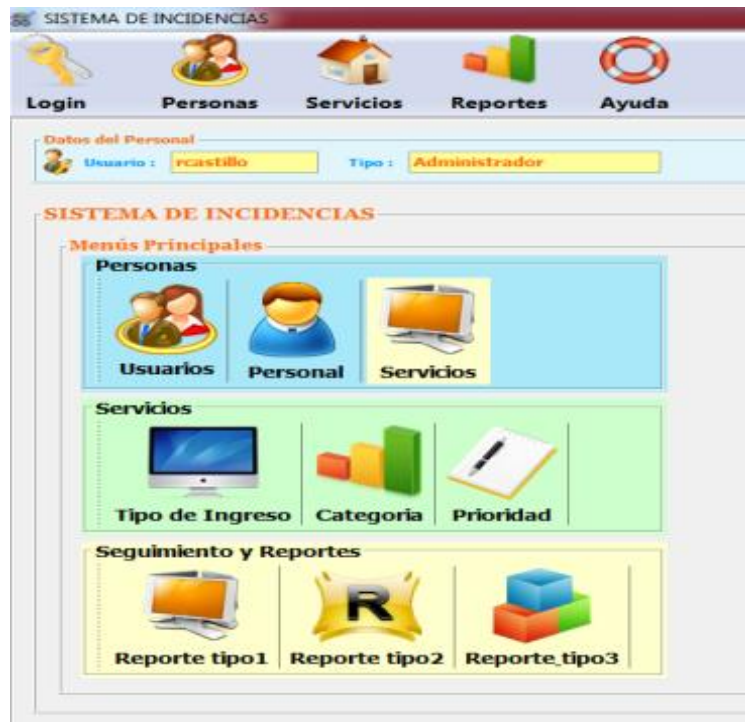 SISTEMA DE INCIDENCIAS
Login Personas Servicios Reportes Ayuda
Datos del Personal
Usuario : rcastillo Tipo : Administrador
SISTEMA DE INCIDENCIAS
Menús Principales
Personas
Usuarios Personal Servicios
Servicios
Tipo de Ingreso Categoria Prioridad
Seguimiento y Reportes
R
Reporte tipo1 Reporte tipo2 Reporte_tipo3